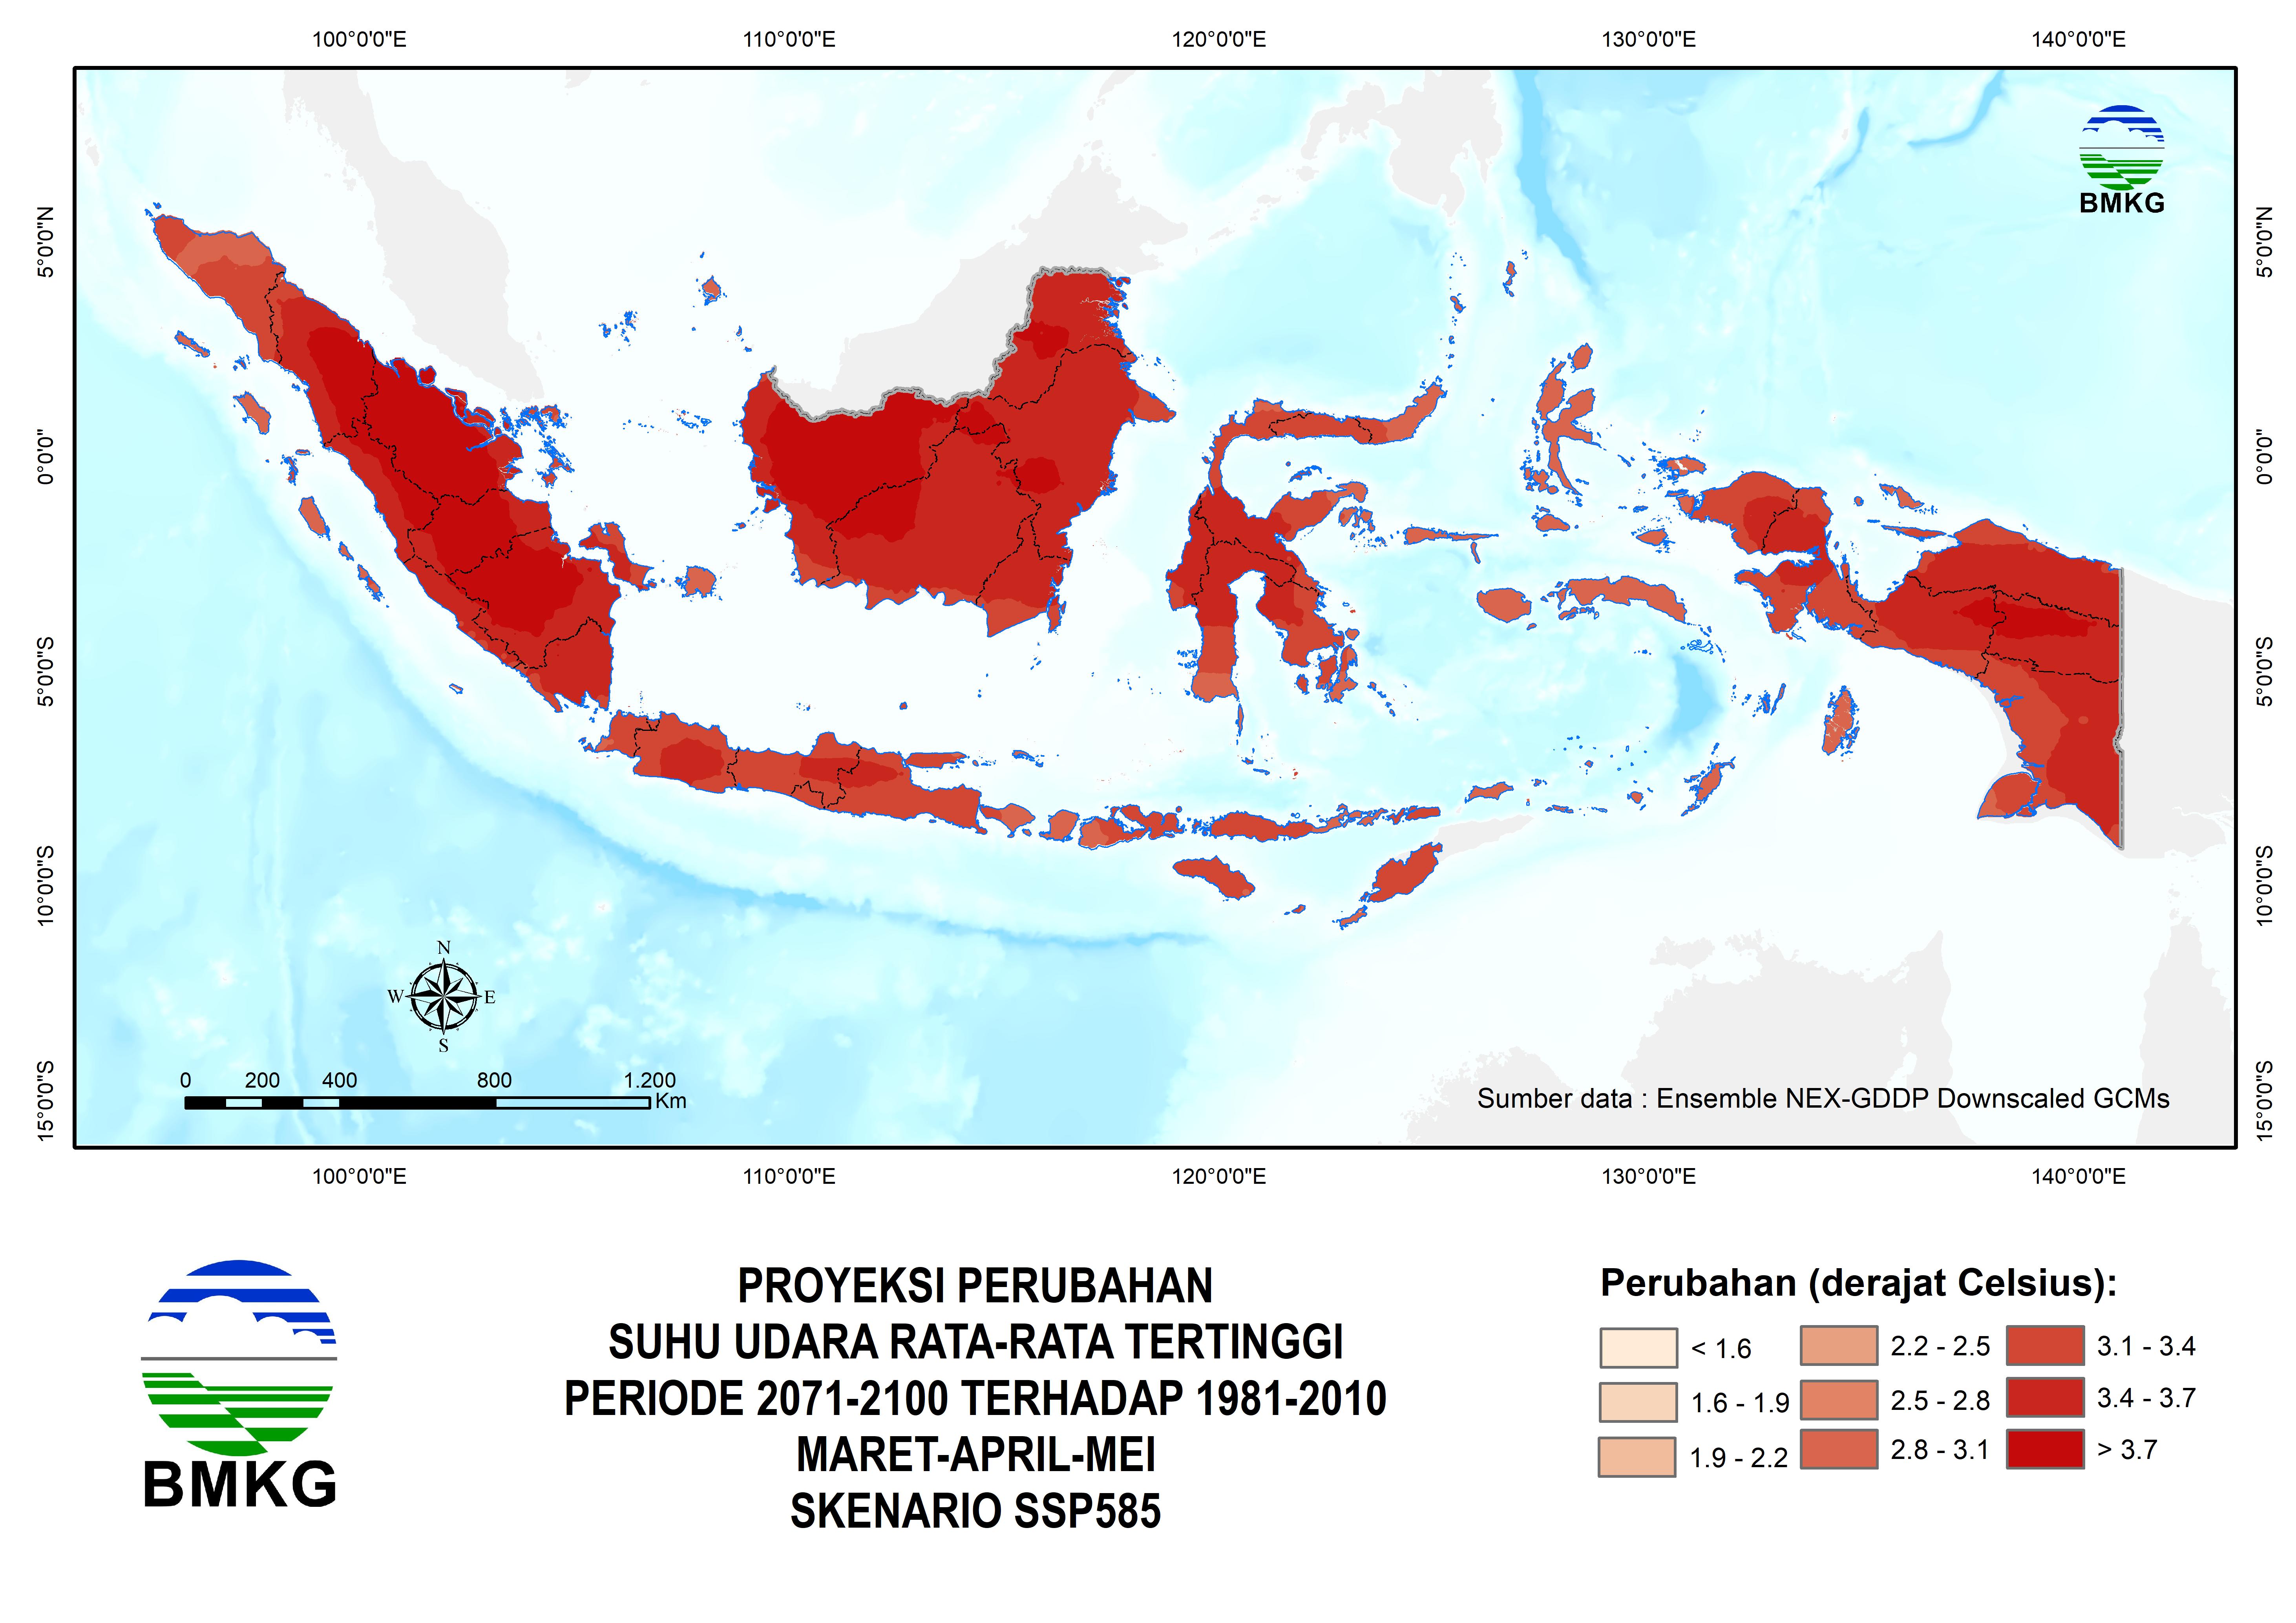 100°0'0"E 110°0'0"E 120°0'0"E 130°0'0"E 140°0'0"E
5°0'0"N
0°0'0"
5°0'0"S
10°0'0"S
15°0'0"S
BMKG
5°0'0"N
0°0'0"
5°0'0"S
10°0'0"S
15°0'0"S
N
W E
S
0 200 400 800 1.200
Km
Sumber data : Ensemble NEX-GDDP Downscaled GCMs
100°0'0"E 110°0'0"E 120°0'0"E 130°0'0"E 140°0'0"E
BMKG
PROYEKSI PERUBAHAN
SUHU UDARA RATA-RATA TERTINGGI
PERIODE 2071-2100 TERHADAP 1981-2010
MARET-APRIL-MEI
SKENARIO SSP585
Perubahan (derajat Celsius):
< 1.6
1.6 - 1.9
1.9 - 2.2
2.2 - 2.5
2.5 - 2.8
2.8 - 3.1
3.1 - 3.4
3.4 - 3.7
> 3.7